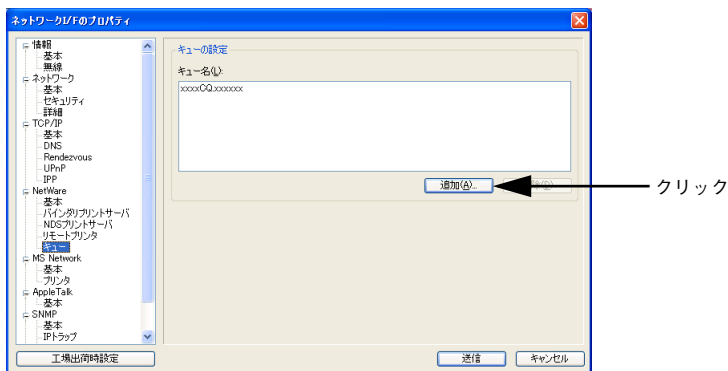 ネットワークI/Fのプロパティ
情報
基本
無線
ネットワーク
基本
セキュリティ
詳細
TCP/IP
基本
DNS
Rendezvous
UPnP
IPP
NetWare
基本
バインダリプリントサーバ
NDSプリントサーバ
リモートプリンタ
キュー
MS Network
基本
プリンタ
AppleTalk
基本
SNMP
基本
IPトラップ
キューの設定
キュー名(L):
xxxxCQ.xxxxxx
追加(A)...
クリック
工場出荷時設定
送信
キャンセル